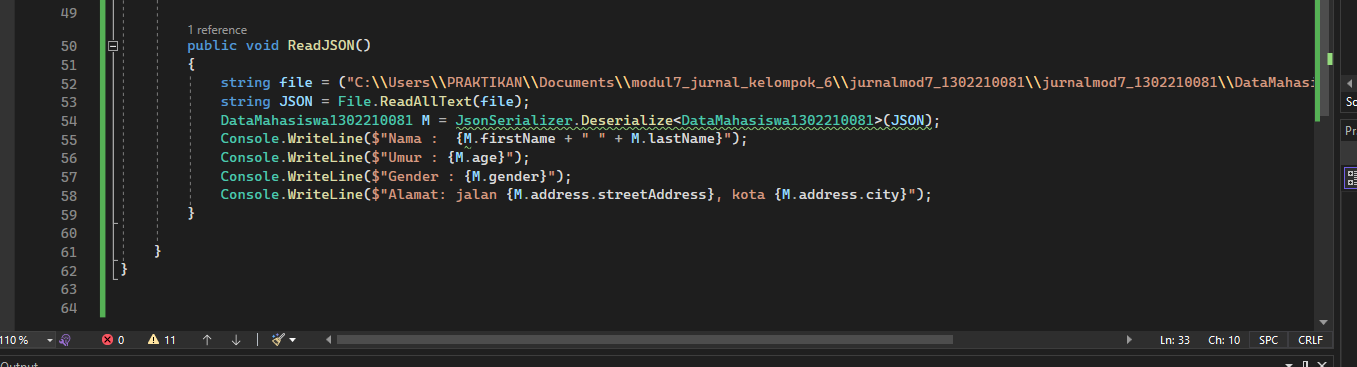 49
1 reference
50 public void ReadJSON()
51 {
52 string file = ("C:\\Users\\PRAKTIKAN\\Documents\\modul7_jurnal_kelompok_6\\jurnalmod7_1302210081\\jurnalmod7_1302210081\\DataMahasi
53 string JSON = File.ReadAllText(file);
54 DataMahasiswa1302210081 M = JsonSerializer.Deserialize<DataMahasiswa1302210081>(JSON);
55 Console.WriteLine($"Nama :  {M.firstName + " " + M.lastName}");
56 Console.WriteLine($"Umur : {M.age}");
57 Console.WriteLine($"Gender : {M.gender}");
58 Console.WriteLine($"Alamat: jalan {M.address.streetAddress}, kota {M.address.city}");
59 }
60
61 }
62 }
63
64
110 % 0 11 Ln: 33 Ch: 10 SPC CRLF
Output